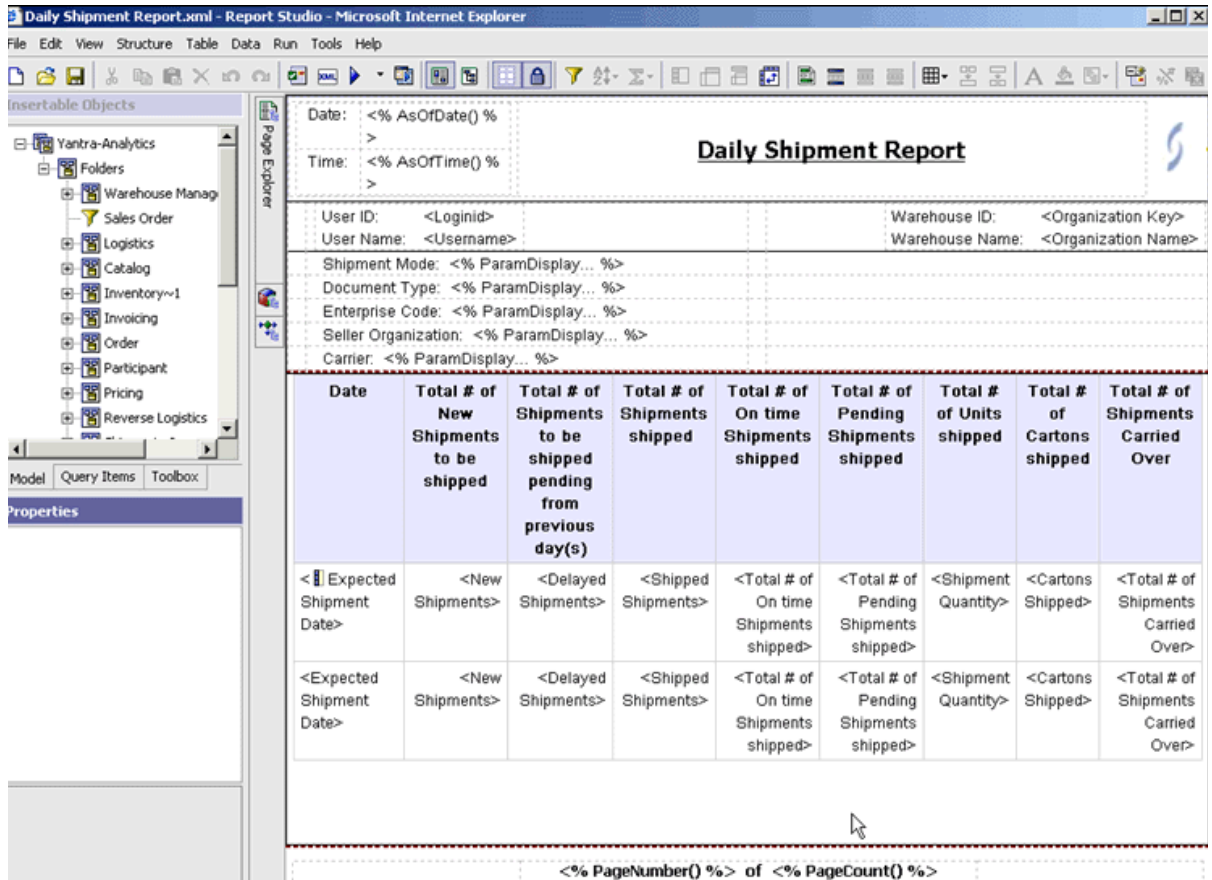 Daily Shipment Report.xml - Report Studio - Microsoft Internet Explorer
File Edit View Structure Table Data Run Tools Help
Insertable Objects
Yantra-Analytics
Folders
Warehouse Manag
Sales Order
Logistics
Catalog
Inventory~1
Invoicing
Order
Participant
Pricing
Reverse Logistics
Model Query Items Toolbox
Properties
Page Explorer
Date: <% AsOfDate() %
>
Time: <% AsOfTime() %
>
Daily Shipment Report
User ID: <Loginid> Warehouse ID: <Organization Key>
User Name: <Username> Warehouse Name: <Organization Name>
Shipment Mode: <% ParamDisplay... %>
Document Type: <% ParamDisplay... %>
Enterprise Code: <% ParamDisplay... %>
Seller Organization: <% ParamDisplay... %>
Carrier: <% ParamDisplay... %>
Date Total # of Total # of Total # of Total # of Total # of Total # Total # Total # of
New Shipments Shipments On time Pending of Units of Shipments
Shipments to be shipped Shipments Shipments shipped Cartons Carried
to be shipped shipped shipped shipped Over
shipped pending
from
previous
day(s)
< Expected <New <Delayed <Shipped <Total # of <Total # of <Shipment <Cartons <Total # of
Shipment Shipments> Shipments> Shipments> On time Pending Quantity> Shipped> Shipments
Date> Shipments Shipments Carried
shipped> shipped> Over>
<Expected <New <Delayed <Shipped <Total # of <Total # of <Shipment <Cartons <Total # of
Shipment Shipments> Shipments> Shipments> On time Pending Quantity> Shipped> Shipments
Date> Shipments Shipments Carried
shipped> shipped> Over>
<% PageNumber() %> of <% PageCount() %>